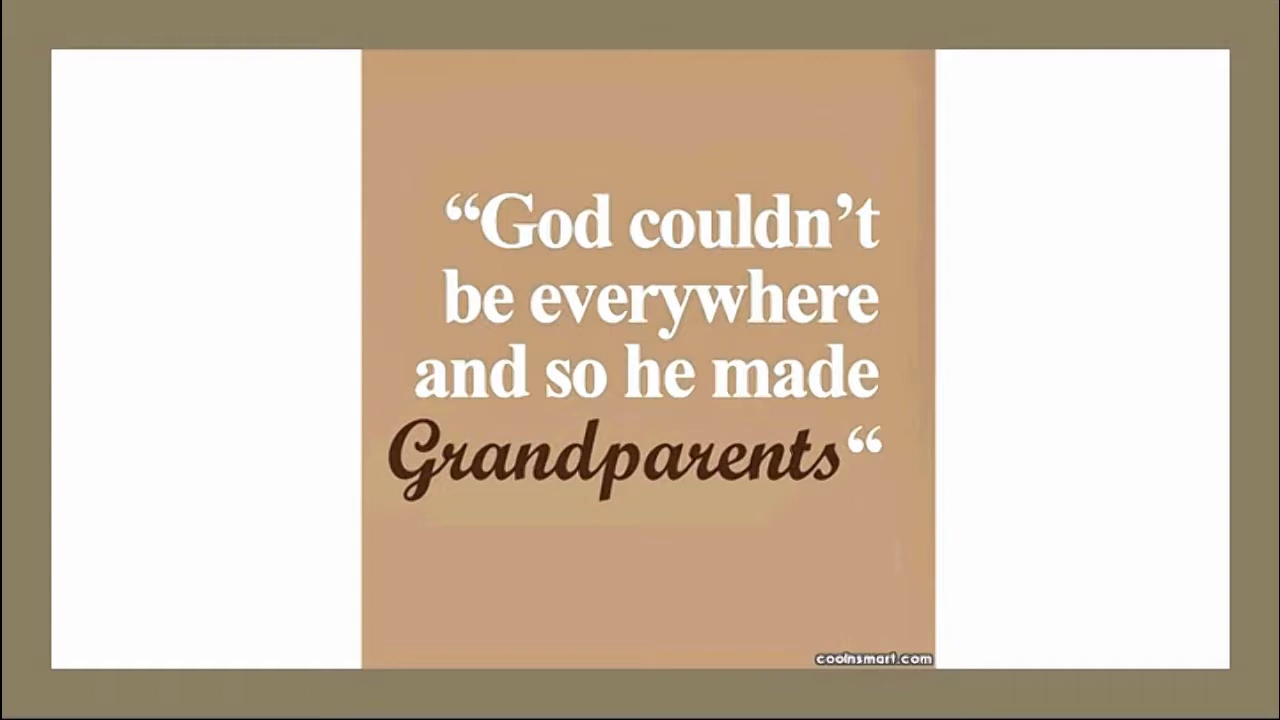 “God couldn’t
be everywhere
and so he made
Grandparents“
coolnsmart.com